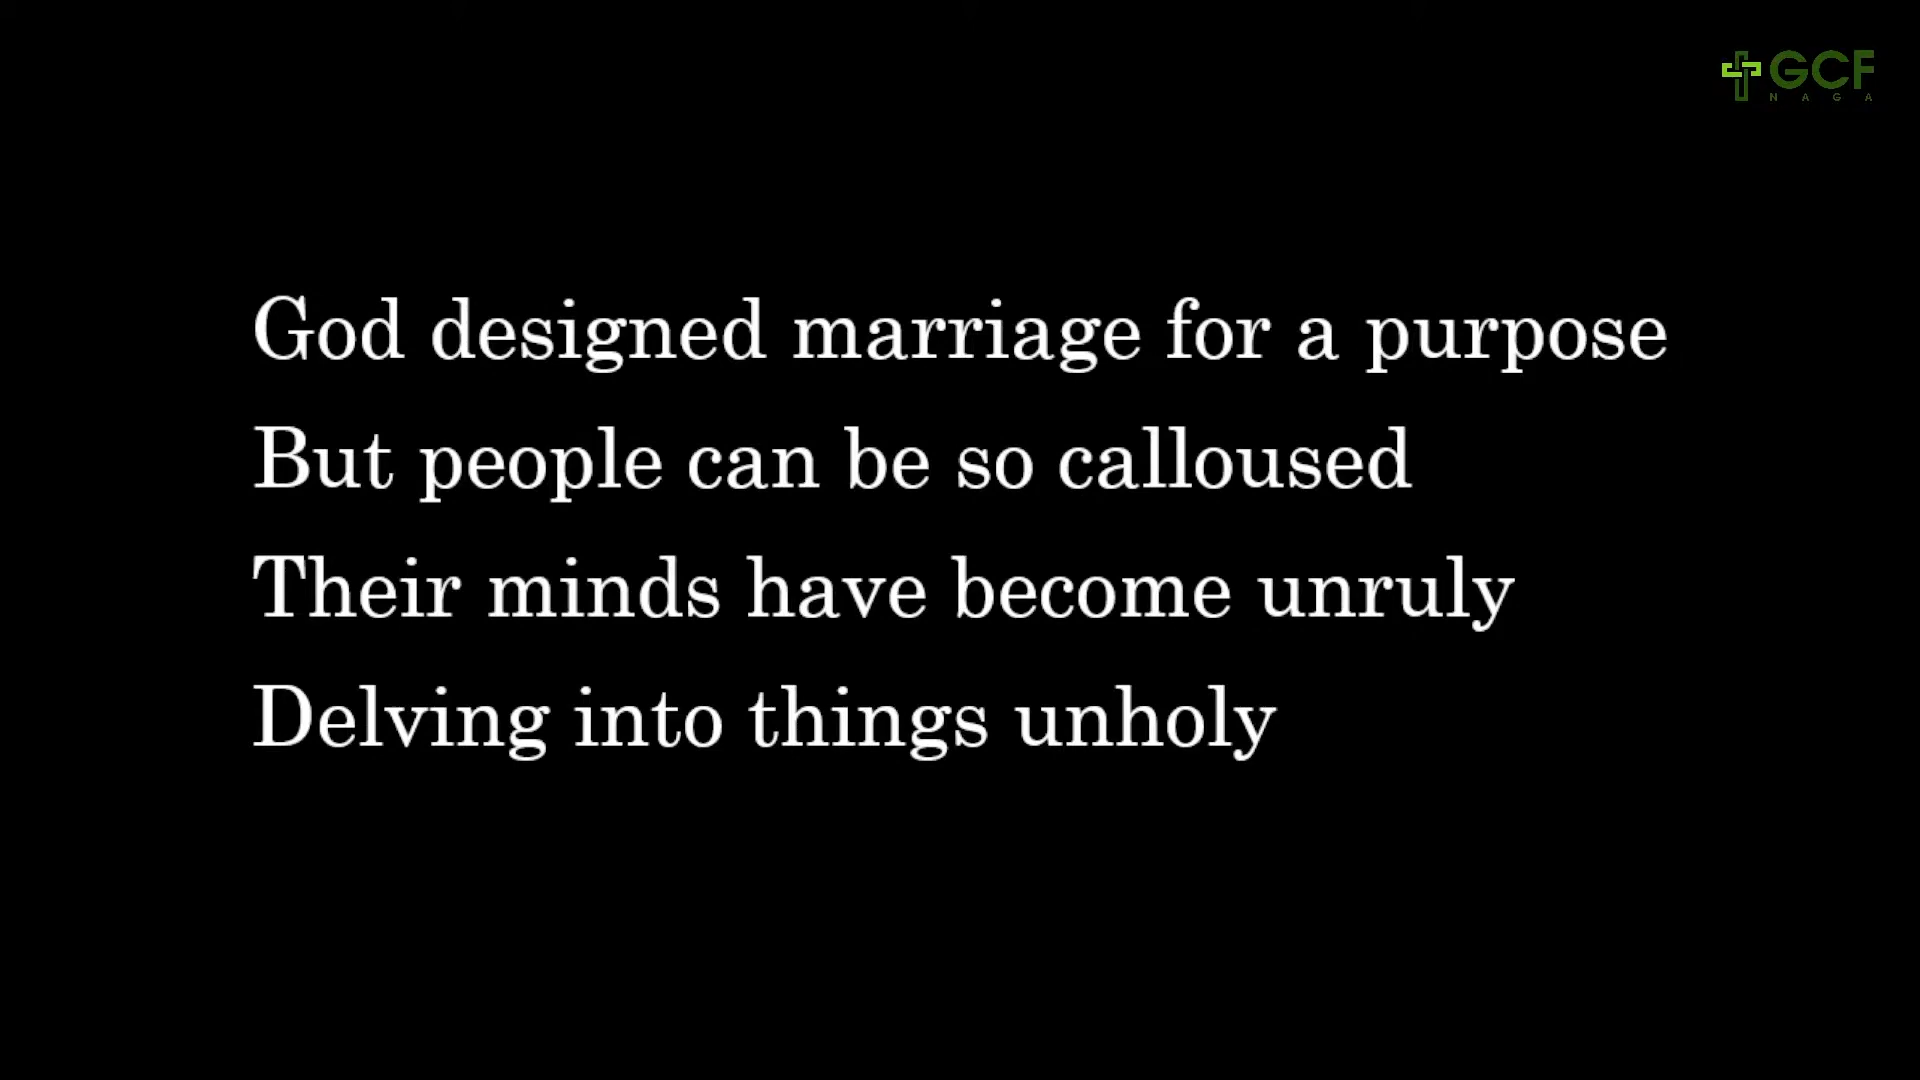 GCF
NAGA
God designed marriage for a purpose
But people can be so calloused
Their minds have become unruly
Delving into things unholy